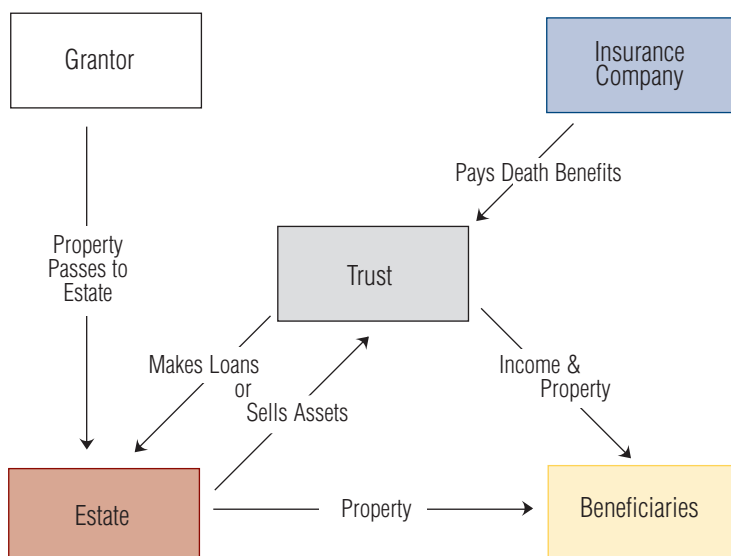 Grantor
Insurance
Company
Pays Death Benefits
Property
Passes to
Estate
Trust
Makes Loans
or
Sells Assets
Income &
Property
Estate
Property
Beneficiaries